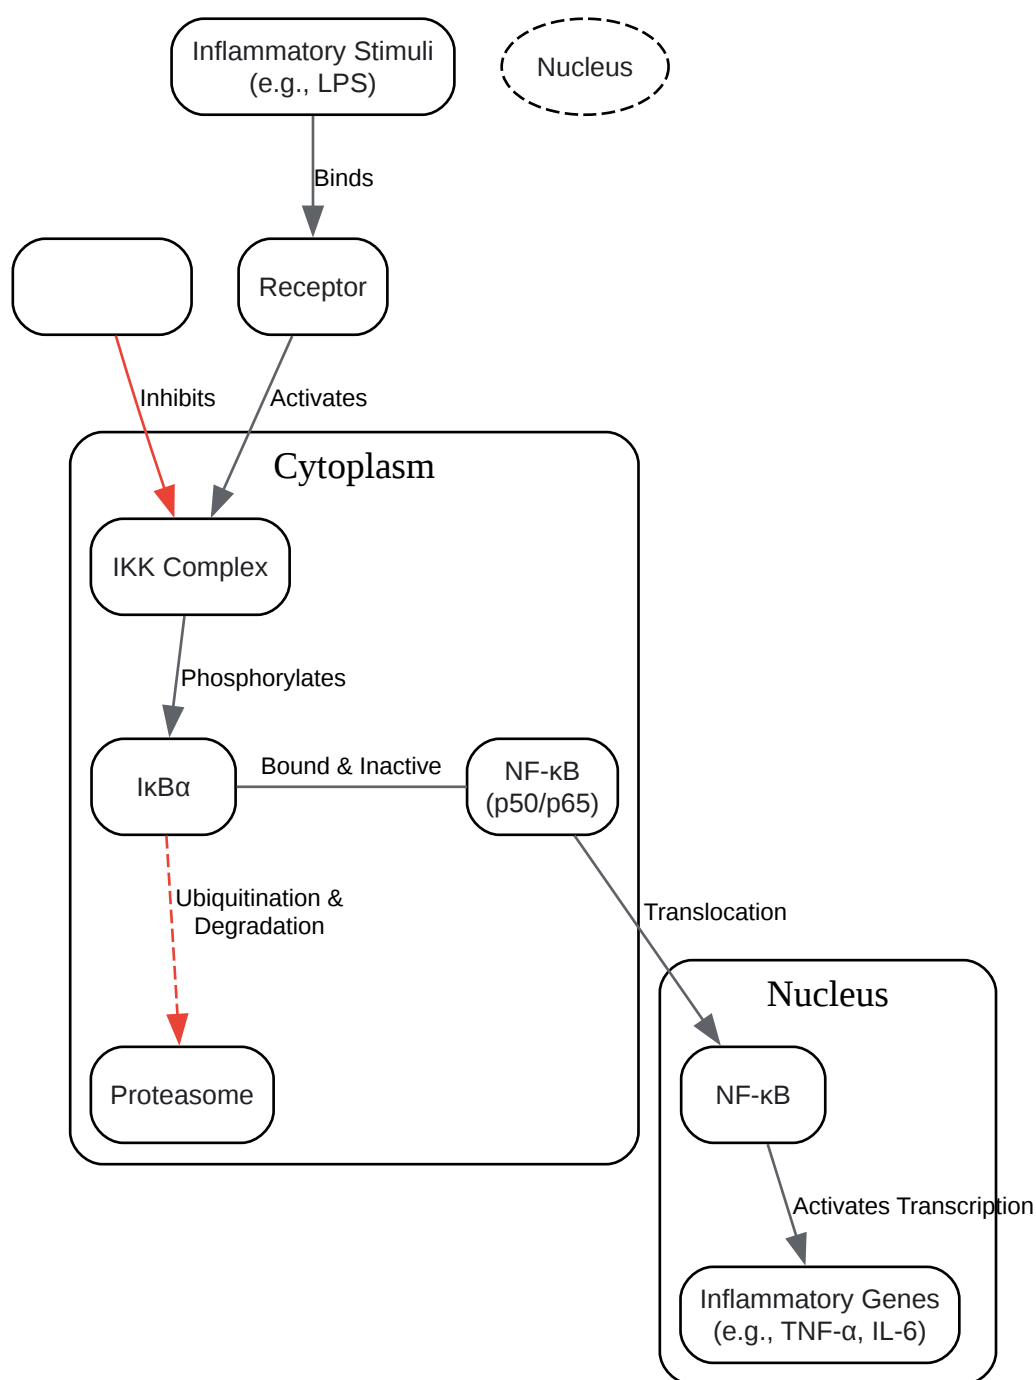 Inflammatory Stimuli
(e.g., LPS)
Nucleus
Binds
Receptor
Inhibits
Activates
Cytoplasm
IKK Complex
Phosphorylates
IκBα
Bound & Inactive
NF-κB
(p50/p65)
Ubiquitination &
Degradation
Translocation
Nucleus
Proteasome
NF-κB
Activates Transcription
Inflammatory Genes
(e.g., TNF-α, IL-6)